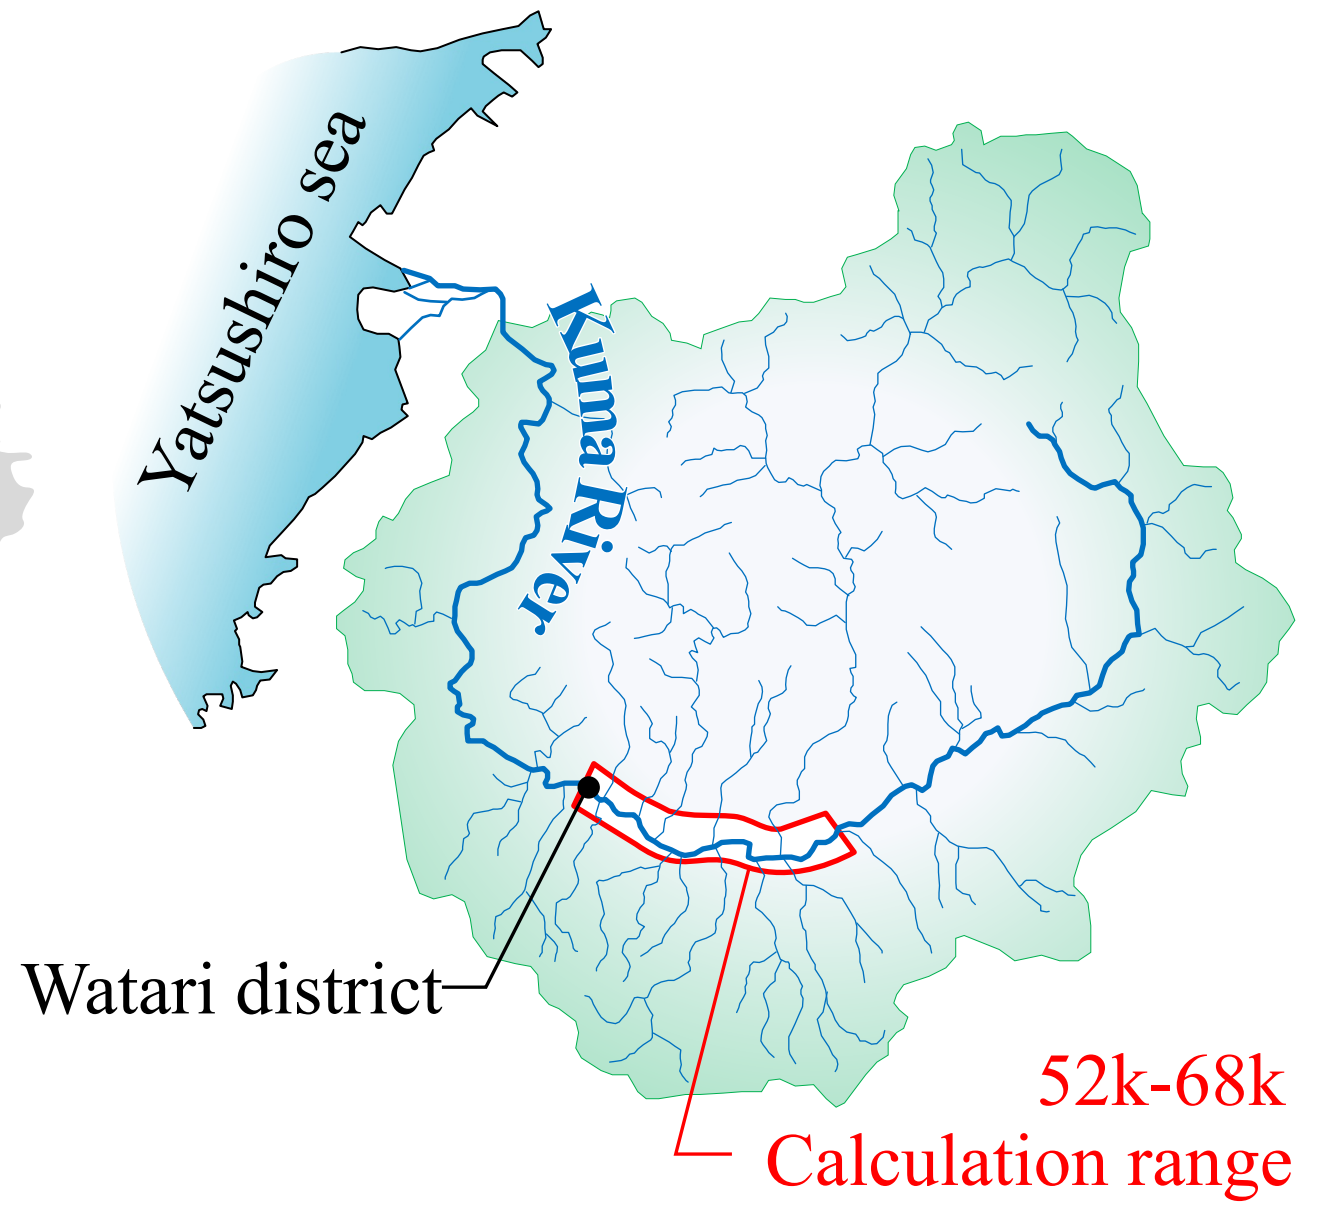 Yatsushiro sea
Kuma River
Watari district
52k-68k
Calculation range